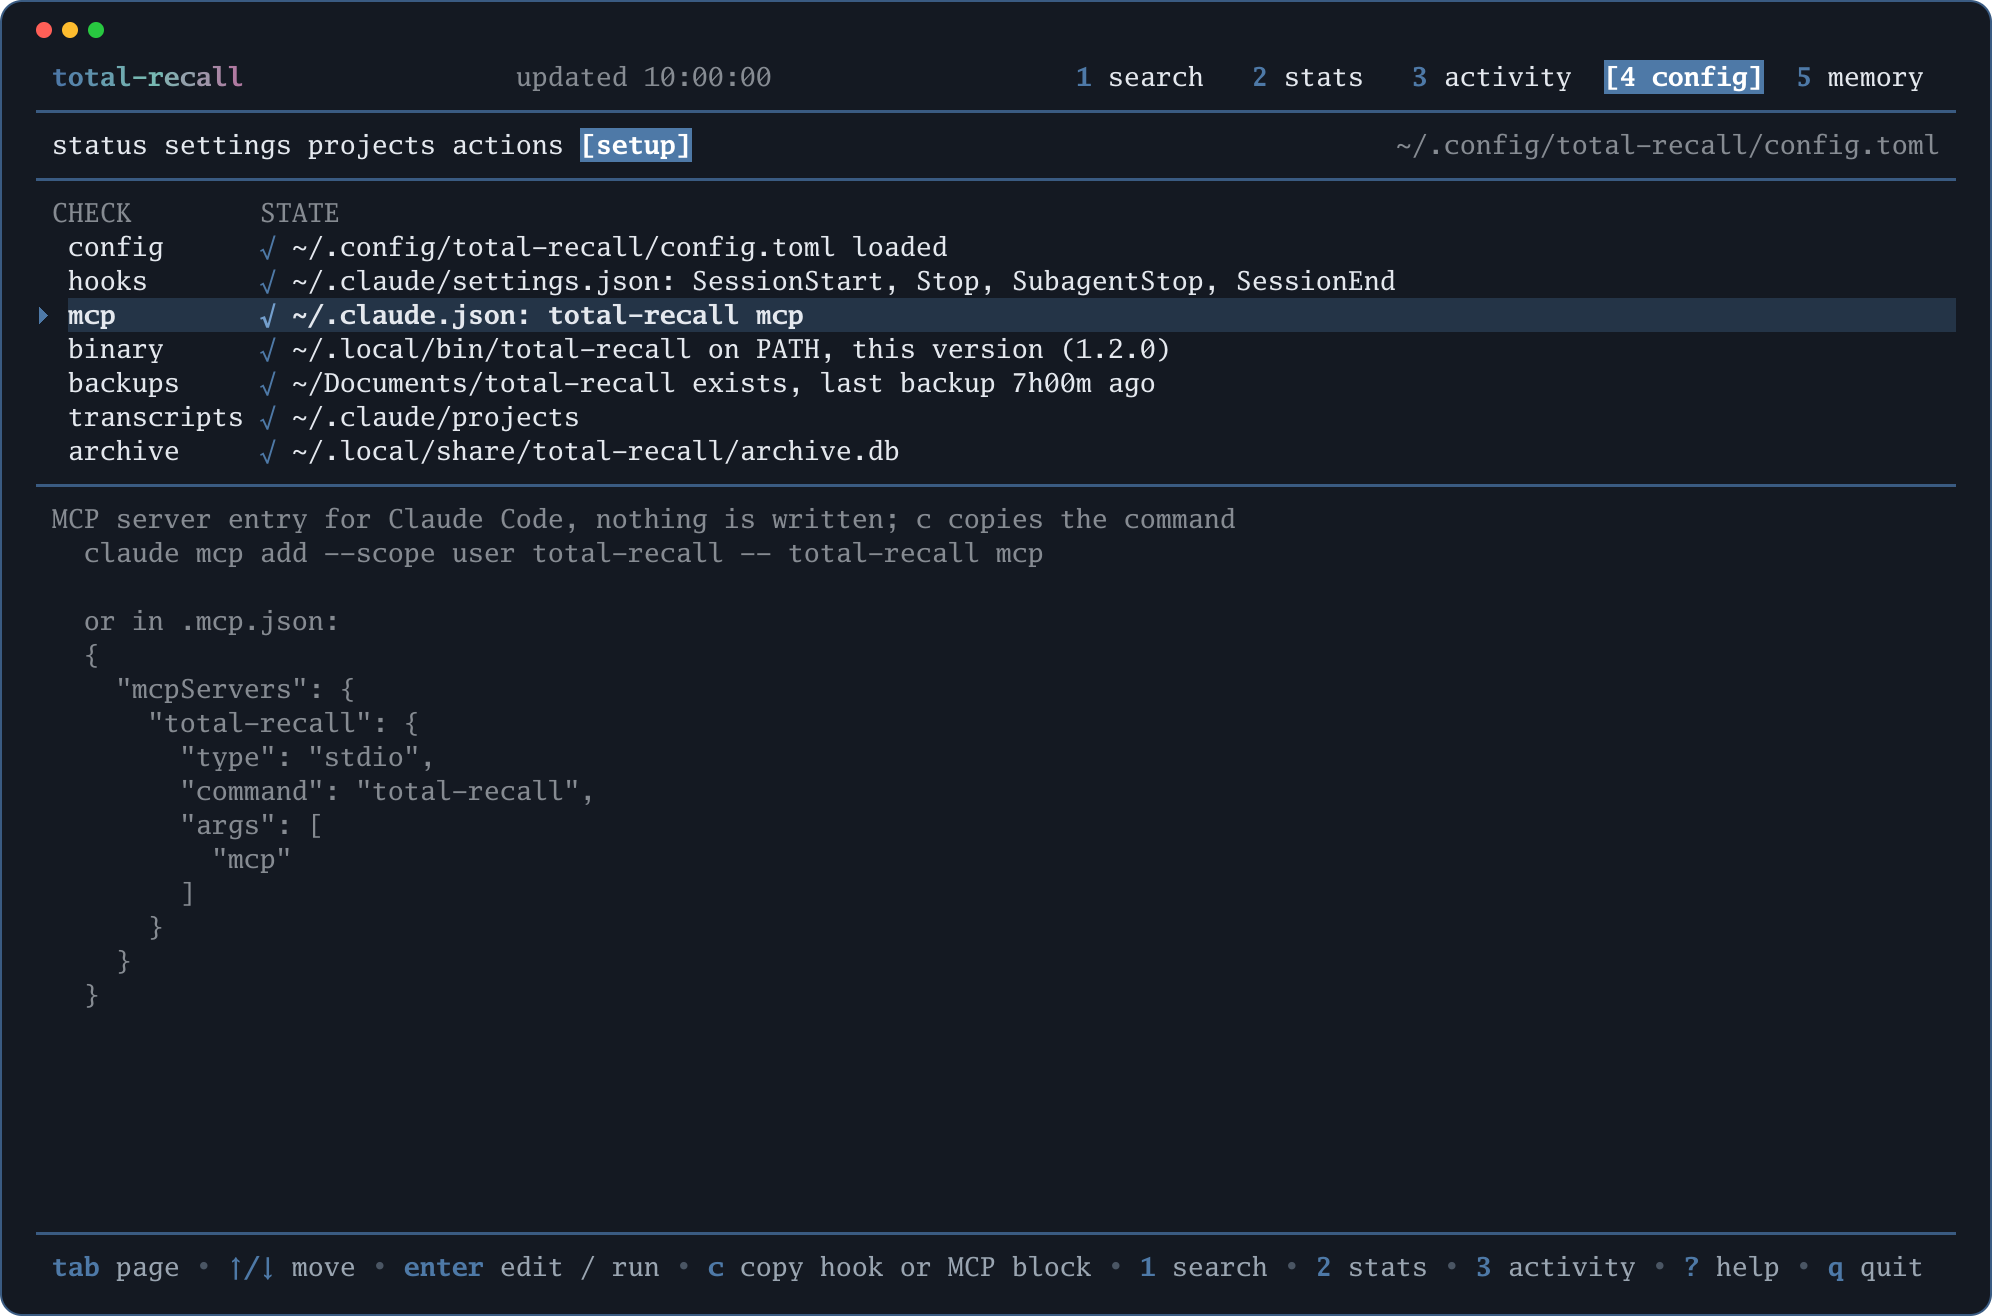 total-recall updated 10:00:00 1 search 2 stats 3 activity [4 config] 5 memory
status settings projects actions [setup] ~/.config/total-recall/config.toml
CHECK STATE
config √ ~/.config/total-recall/config.toml loaded
hooks √ ~/.claude/settings.json: SessionStart, Stop, SubagentStop, SessionEnd
mcp √ ~/.claude.json: total-recall mcp
binary √ ~/.local/bin/total-recall on PATH, this version (1.2.0)
backups √ ~/Documents/total-recall exists, last backup 7h00m ago
transcripts √ ~/.claude/projects
archive √ ~/.local/share/total-recall/archive.db
MCP server entry for Claude Code, nothing is written; c copies the command
claude mcp add --scope user total-recall -- total-recall mcp
or in .mcp.json:
{
"mcpServers": {
"total-recall": {
"type": "stdio",
"command": "total-recall",
"args": [
"mcp"
]
}
}
}
tab page • ↑/↓ move • enter edit / run • c copy hook or MCP block • 1 search • 2 stats • 3 activity • ? help • q quit